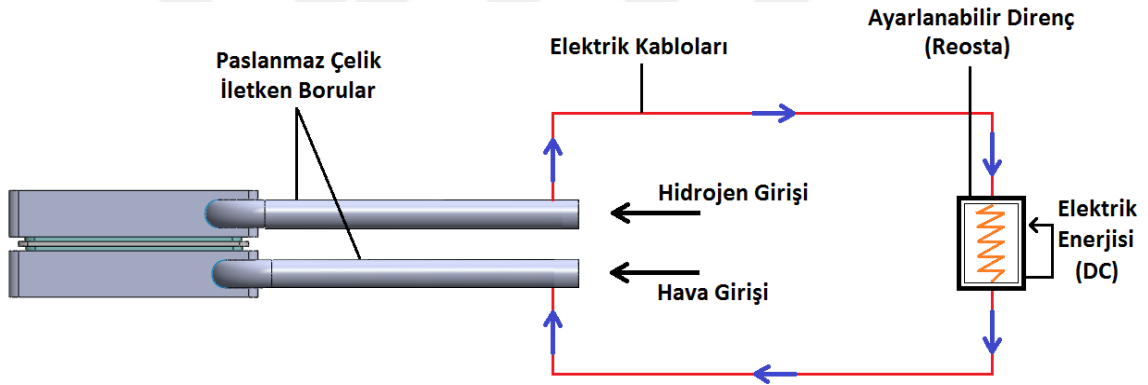 Ayarlanabilir Direnç
(Reosta)
Elektrik Kabloları
Paslanmaz Çelik
İletken Borular
Hidrojen Girişi
Hava Girişi
Elektrik
Enerjisi
(DC)